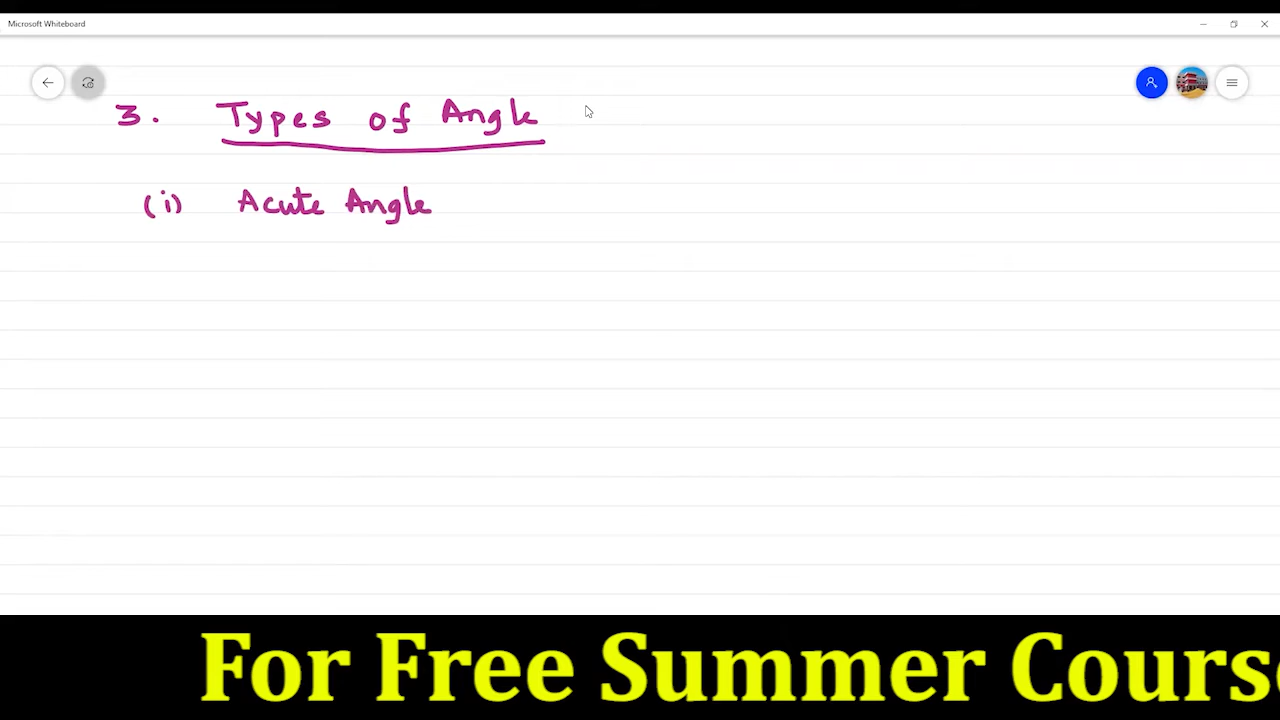 Microsoft Whiteboard
3. Types of Angle
(i) Acute Angle
For Free Summer Cours